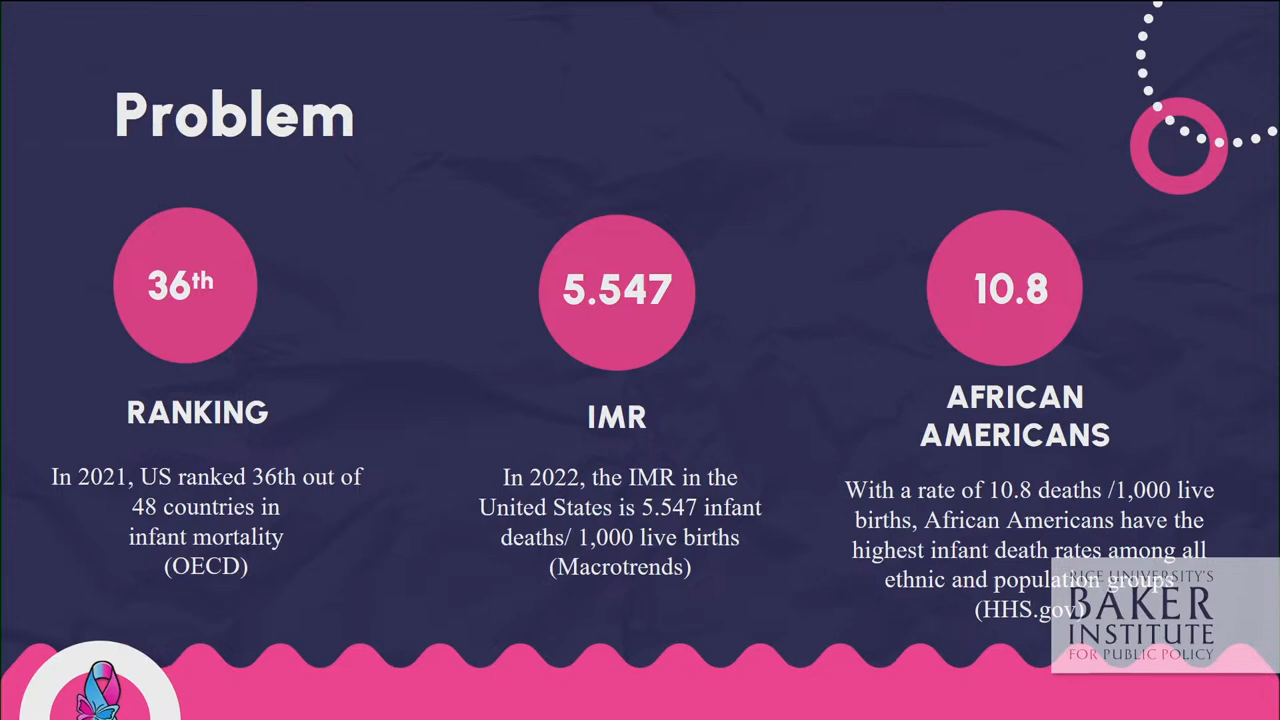 Problem
36th
RANKING
In 2021, US ranked 36th out of
48 countries in
infant mortality
(OECD)
5.547
IMR
In 2022, the IMR in the
United States is 5.547 infant
deaths/ 1,000 live births
(Macrotrends)
10.8
AFRICAN
AMERICANS
With a rate of 10.8 deaths /1,000 live
births, African Americans have the
highest infant death rates among all
ethnic and population groups
(HHS.gov)
RICE UNIVERSITY'S
BAKER
INSTITUTE
FOR PUBLIC POLICY